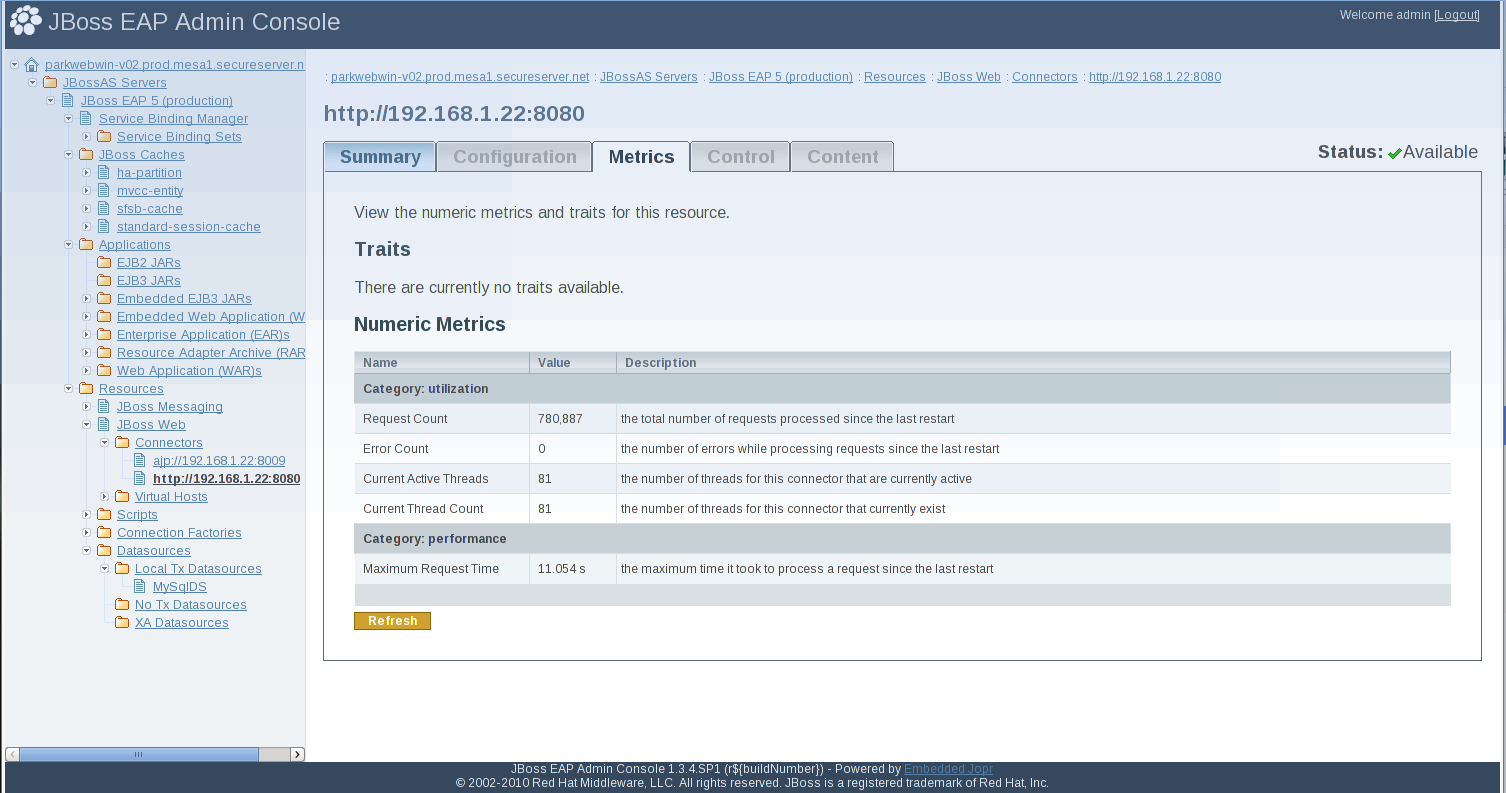 JBoss EAP Admin Console
Welcome admin [Logout]
parkwebwin-v02.prod.mesa1.secureserver.n
JBossAS Servers
JBoss EAP 5 (production)
Service Binding Manager
Service Binding Sets
JBoss Caches
ha-partition
mvcc-entity
sfsb-cache
standard-session-cache
Applications
EJB2 JARs
EJB3 JARs
Embedded EJB3 JARs
Embedded Web Application (W
Enterprise Application (EAR)s
Resource Adapter Archive (RAR
Web Application (WAR)s
Resources
JBoss Messaging
JBoss Web
Connectors
ajp://192.168.1.22:8009
http://192.168.1.22:8080
Virtual Hosts
Scripts
Connection Factories
Datasources
Local Tx Datasources
MySqlDS
No Tx Datasources
XA Datasources
: parkwebwin-v02.prod.mesa1.secureserver.net : JBossAS Servers : JBoss EAP 5 (production) : Resources : JBoss Web : Connectors : http://192.168.1.22:8080
http://192.168.1.22:8080
Summary Configuration Metrics Control Content
Status: Available
View the numeric metrics and traits for this resource.
Traits
There are currently no traits available.
Numeric Metrics
Name Value Description
Category: utilization
Request Count 780,887 the total number of requests processed since the last restart
Error Count 0 the number of errors while processing requests since the last restart
Current Active Threads 81 the number of threads for this connector that are currently active
Current Thread Count 81 the number of threads for this connector that currently exist
Category: performance
Maximum Request Time 11.054 s the maximum time it took to process a request since the last restart
Refresh
JBoss EAP Admin Console 1.3.4.SP1 (r${buildNumber}) - Powered by Embedded Jopr
© 2002-2010 Red Hat Middleware, LLC. All rights reserved. JBoss is a registered trademark of Red Hat, Inc.